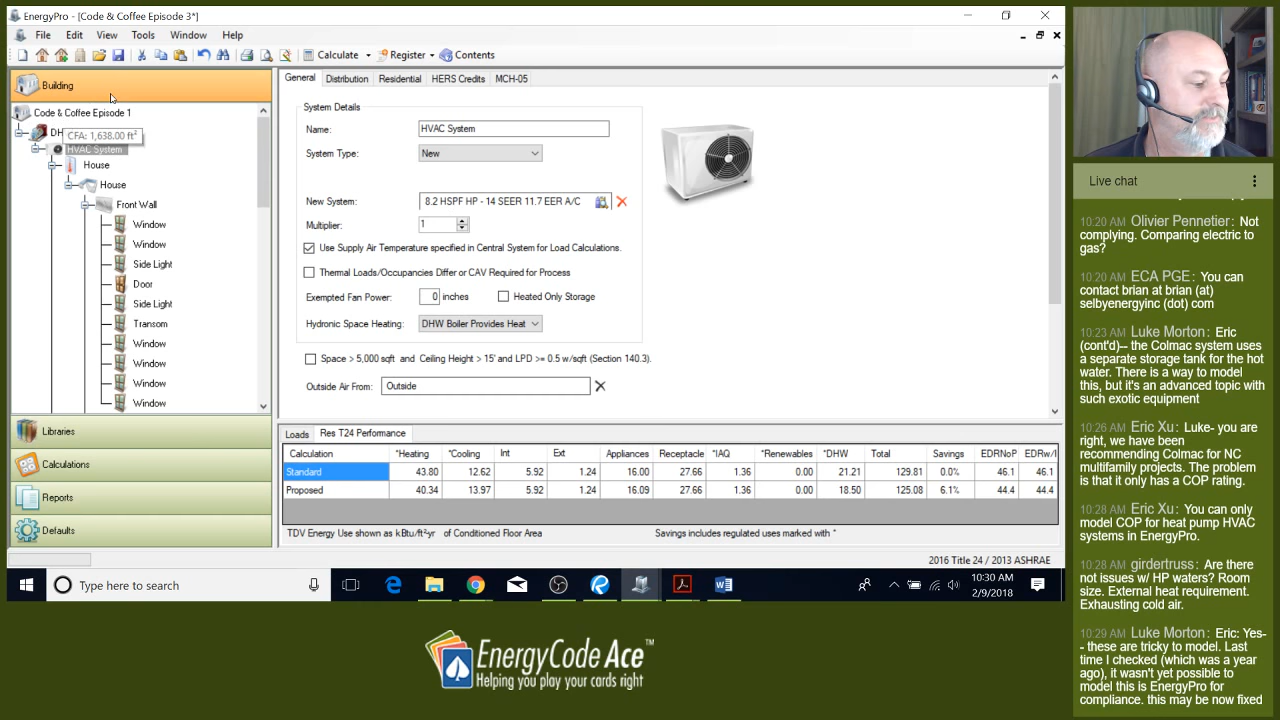 EnergyPro - [Code & Coffee Episode 3*]
File Edit View Tools Window Help
Calculate Register Contents
Building
Code & Coffee Episode 1
DH
CFA: 1,638.00 ft²
HVAC System
House
House
Front Wall
Window
Window
Side Light
Door
Side Light
Transom
Window
Window
Window
Window
Libraries
Calculations
Reports
Defaults
General Distribution Residential HERS Credits MCH-05
System Details
Name: HVAC System
System Type: New
New System: 8.2 HSPF HP - 14 SEER 11.7 EER A/C
Multiplier: 1
Use Supply Air Temperature specified in Central System for Load Calculations.
Thermal Loads/Occupancies Differ or CAV Required for Process
Exempted Fan Power: 0 inches Heated Only Storage
Hydronic Space Heating: DHW Boiler Provides Heat
Space > 5,000 sqft and Ceiling Height > 15' and LPD >= 0.5 w/sqft (Section 140.3).
Outside Air From: Outside
Loads Res T24 Performance
Calculation *Heating *Cooling Int Ext Appliances Receptacle *IAQ *Renewables *DHW Total Savings EDRNoP EDRw/I
Standard 43.80 12.62 5.92 1.24 16.00 27.66 1.36 0.00 21.21 129.81 0.0% 46.1 46.1
Proposed 40.34 13.97 5.92 1.24 16.09 27.66 1.36 0.00 18.50 125.08 6.1% 44.4 44.4
TDV Energy Use shown as kBtu/ft²yr of Conditioned Floor Area Savings includes regulated uses marked with *
2016 Title 24 / 2013 ASHRAE
Type here to search
10:30 AM
2/9/2018
EnergyCode Ace™
Helping you play your cards right
Live chat
10:20 AM Olivier Pennetier: Not
complying. Comparing electric to
gas?
10:20 AM ECA PGE: You can
contact brian at brian (at)
selbyenergyinc (dot) com
10:23 AM Luke Morton: Eric
(cont'd)-- the Colmac system uses
a separate storage tank for the hot
water. There is a way to model
this, but it's an advanced topic with
such exotic equipment
10:26 AM Eric Xu: Luke- you are
right, we have been
recommending Colmac for NC
multifamily projects. The problem
is that it only has a COP rating.
10:28 AM Eric Xu: You can only
model COP for heat pump HVAC
systems in EnergyPro.
10:28 AM girdertruss: Are there
not issues w/ HP waters? Room
size. External heat requirement.
Exhausting cold air.
10:29 AM Luke Morton: Eric: Yes-
- these are tricky to model. Last
time I checked (which was a year
ago), it wasn't yet possible to
model this is EnergyPro for
compliance. this may be now fixed